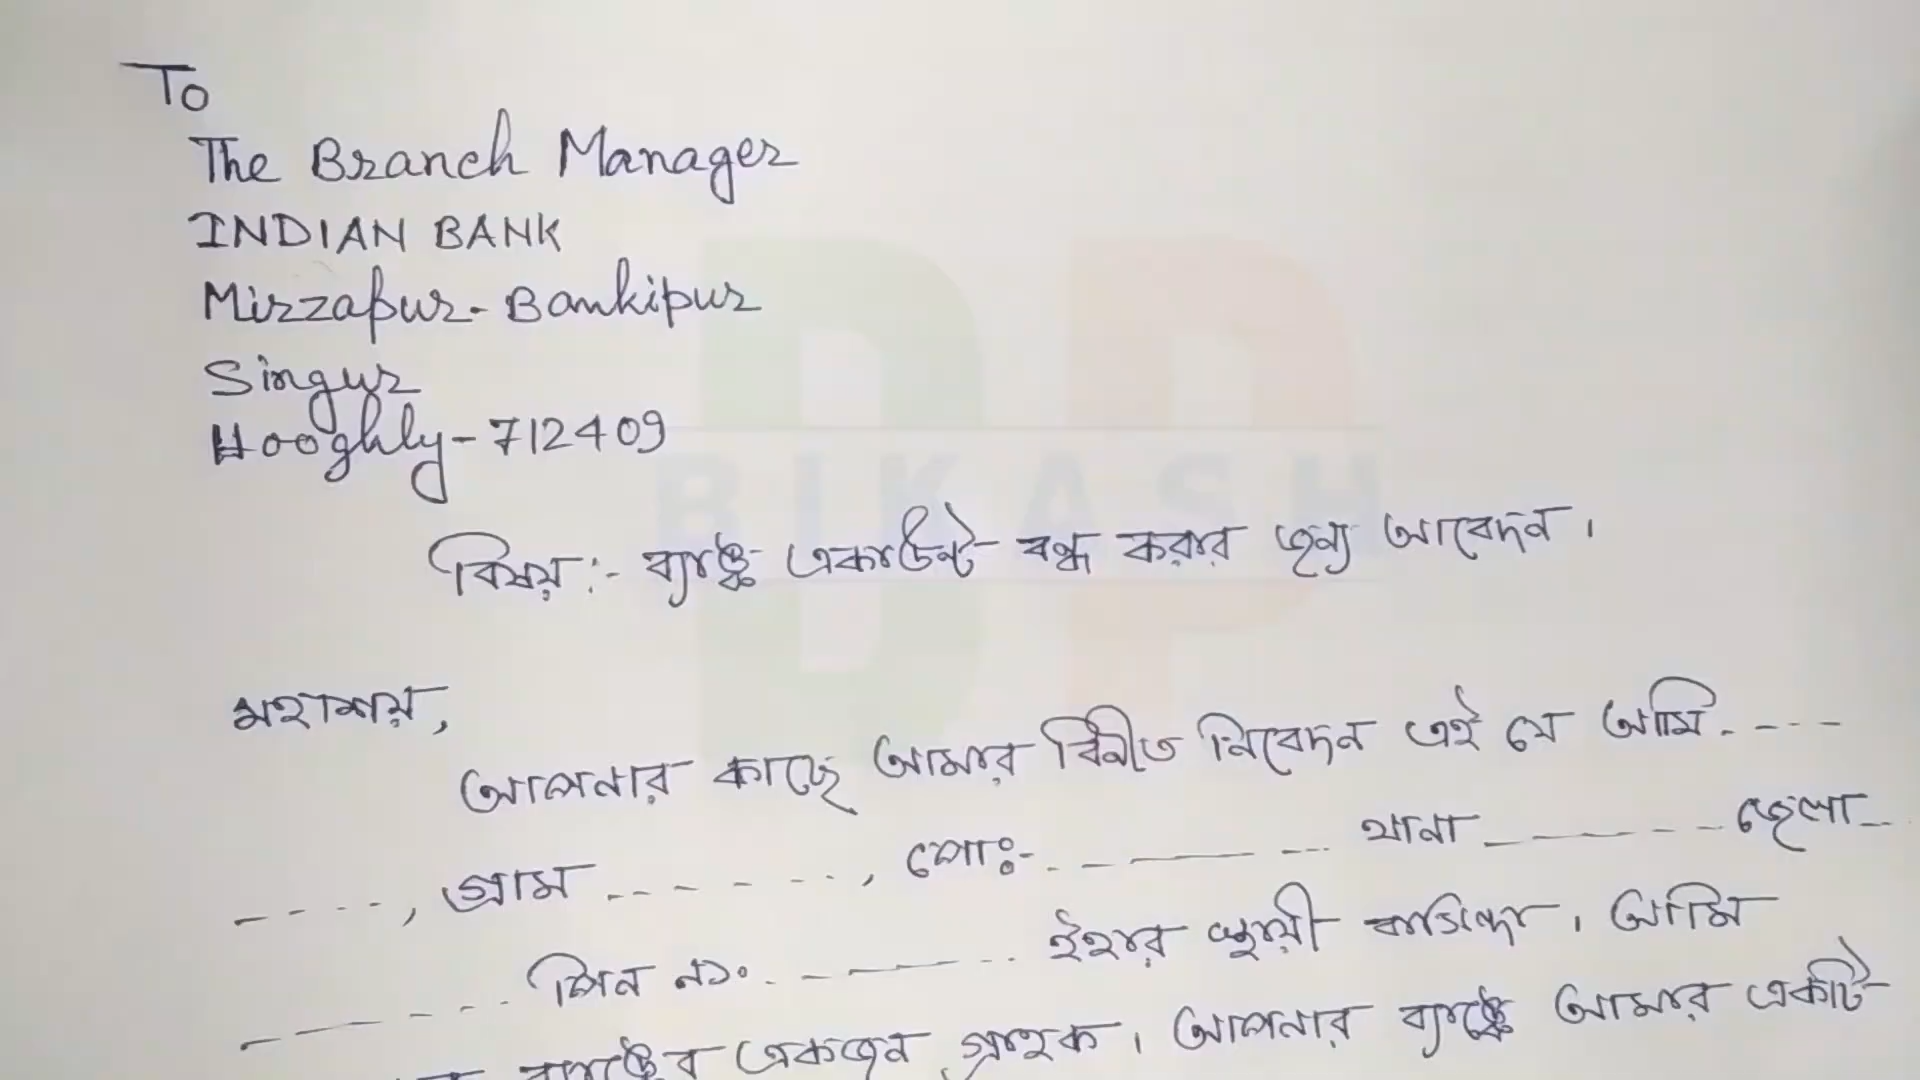 To
The Branch Manager
INDIAN BANK
Mirzapur-Bankipur
Singur
Hooghly-712409
BIKASH
বিষয়:- ব্যাঙ্ক একাউন্ট বন্ধ করার জন্য আবেদন।
মহাশয়,
আপনার কাছে আমার বিনীত নিবেদন এই যে আমি.----
-----, গ্রাম--------, পোঃ-.-------- থানা-------- জেলা--
--------- পিন নং.--------- ইহার স্থায়ী বাসিন্দা। আমি
ব্যাঙ্কের একজন গ্রাহক। আপনার ব্যাঙ্কে আমার একটি